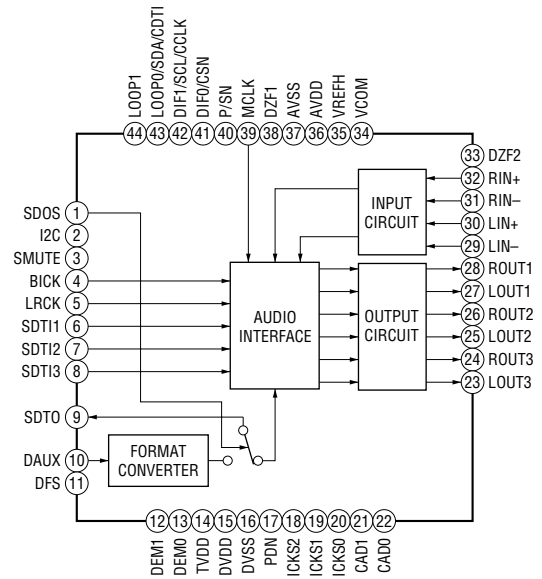 LOOP1
LOOP0/SDA/CDTI
DIF1/SCL/CCLK
DIF0/CSN
P/SN
MCLK
DZF1
AVSS
AVDD
VREFH
VCOM
44 43 42 41 40 39 38 37 36 35 34
33 DZF2
32 RIN+
31 RIN–
30 LIN+
29 LIN–
28 ROUT1
27 LOUT1
26 ROUT2
25 LOUT2
24 ROUT3
23 LOUT3
SDOS 1
I2C 2
SMUTE 3
BICK 4
LRCK 5
SDTI1 6
SDTI2 7
SDTI3 8
SDTO 9
DAUX 10
DFS 11
INPUT
CIRCUIT
AUDIO
INTERFACE
OUTPUT
CIRCUIT
FORMAT
CONVERTER
12 13 14 15 16 17 18 19 20 21 22
DEM1
DEM0
TVDD
DVDD
DVSS
PDN
ICKS2
ICKS1
ICKS0
CAD1
CAD0